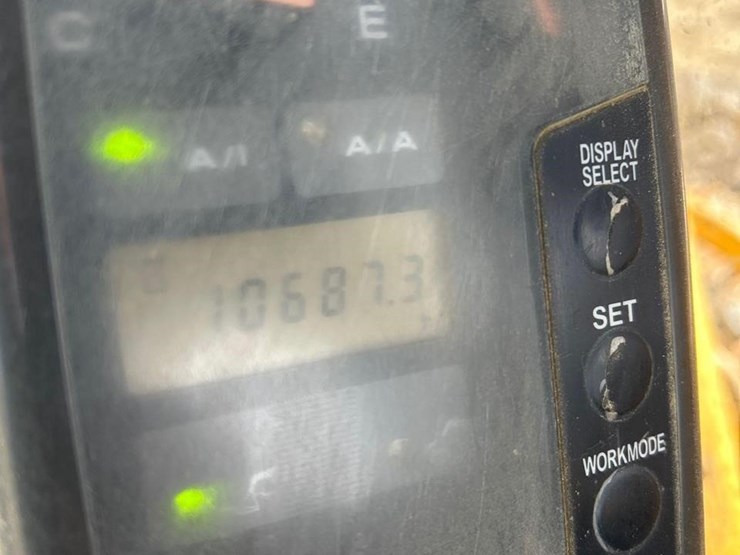 C
E
A/I
A/A
DISPLAY
SELECT
10687.3
SET
WORKMODE